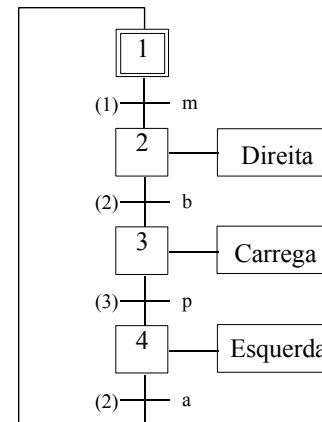 1
(1) m
2 Direita
(2) b
3 Carrega
(3) p
4 Esquerda
(2) a